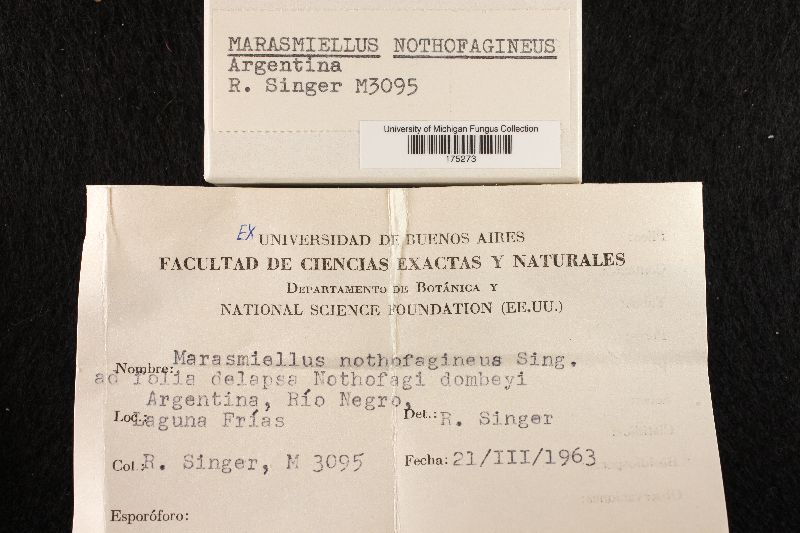 MARASMIELLUS NOTHOFAGINEUS
Argentina
R. Singer M3095
University of Michigan Fungus Collection
175273
EX UNIVERSIDAD DE BUENOS AIRES
FACULTAD DE CIENCIAS EXACTAS Y NATURALES
DEPARTAMENTO DE BOTÁNICA Y
NATIONAL SCIENCE FOUNDATION (EE.UU.)
Nombre: Marasmiellus nothofagineus Sing.
ad folia delapsa Nothofagi dombeyi
Argentina, Río Negro,
Loc.: Laguna Frías Det.: R. Singer
Col.: R. Singer, M 3095 Fecha: 21/III/1963
Esporóforo: